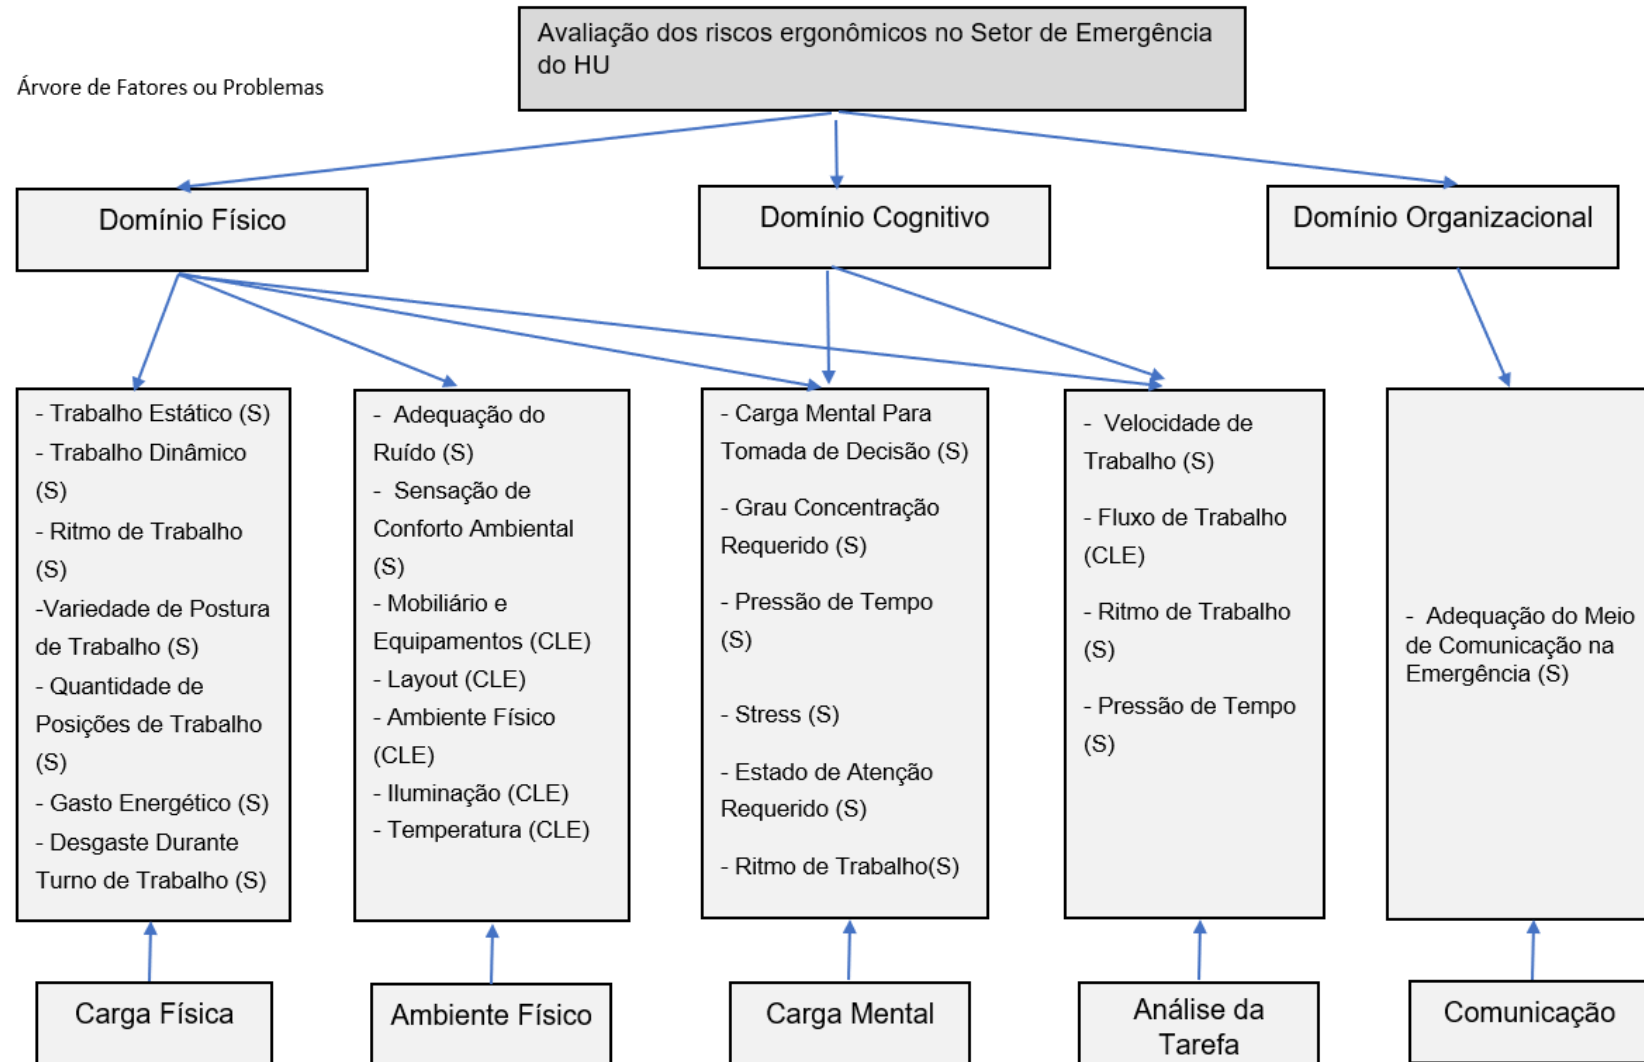 Avaliação dos riscos ergonômicos no Setor de Emergência
do HU
Árvore de Fatores ou Problemas
Domínio Físico
Domínio Cognitivo
Domínio Organizacional
- Trabalho Estático (S)
- Trabalho Dinâmico
(S)
- Ritmo de Trabalho
(S)
-Variedade de Postura
de Trabalho (S)
- Quantidade de
Posições de Trabalho
(S)
- Gasto Energético (S)
- Desgaste Durante
Turno de Trabalho (S)
- Adequação do
Ruído (S)
- Sensação de
Conforto Ambiental
(S)
- Mobiliário e
Equipamentos (CLE)
- Layout (CLE)
- Ambiente Físico
(CLE)
- Iluminação (CLE)
- Temperatura (CLE)
- Carga Mental Para
Tomada de Decisão (S)
- Grau Concentração
Requerido (S)
- Pressão de Tempo
(S)
- Stress (S)
- Estado de Atenção
Requerido (S)
- Ritmo de Trabalho(S)
- Velocidade de
Trabalho (S)
- Fluxo de Trabalho
(CLE)
- Ritmo de Trabalho
(S)
- Pressão de Tempo
(S)
- Adequação do Meio
de Comunicação na
Emergência (S)
Carga Física
Ambiente Físico
Carga Mental
Análise da
Tarefa
Comunicação